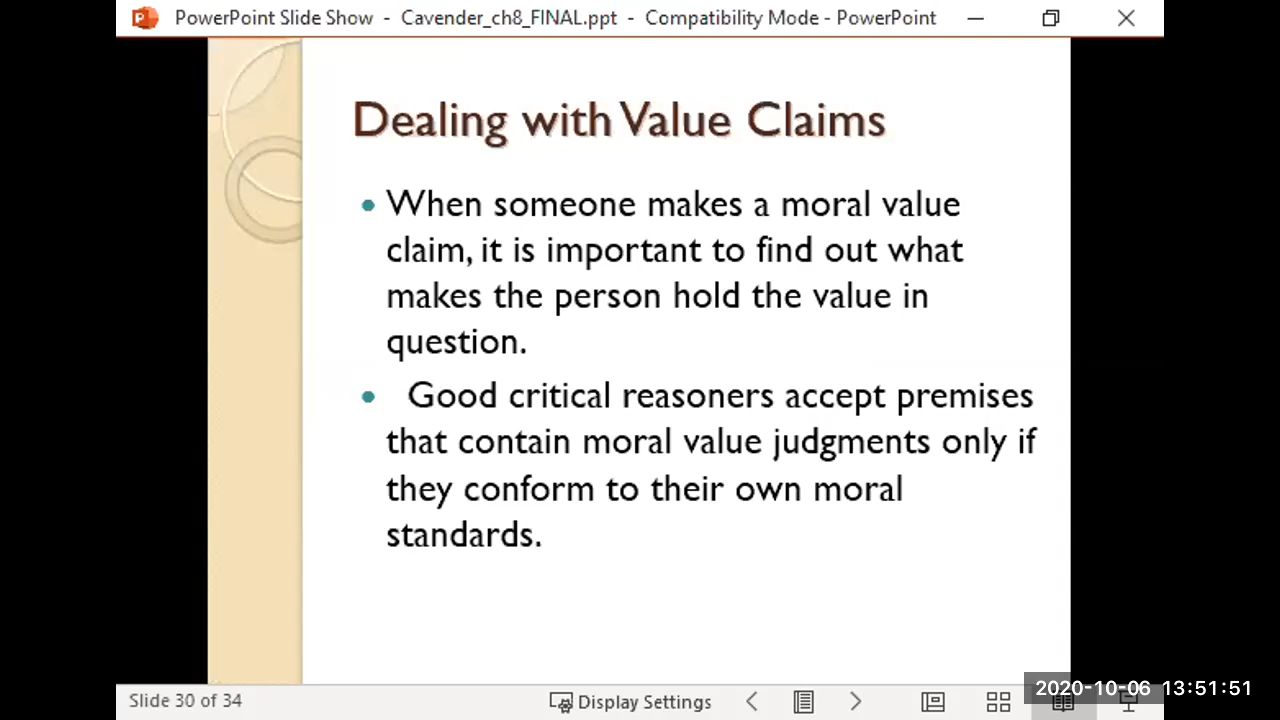 PowerPoint Slide Show - Cavender_ch8_FINAL.ppt - Compatibility Mode - PowerPoint
Dealing with Value Claims
• When someone makes a moral value
claim, it is important to find out what
makes the person hold the value in
question.
• Good critical reasoners accept premises
that contain moral value judgments only if
they conform to their own moral
standards.
Slide 30 of 34
Display Settings
2020-10-06 13:51:51